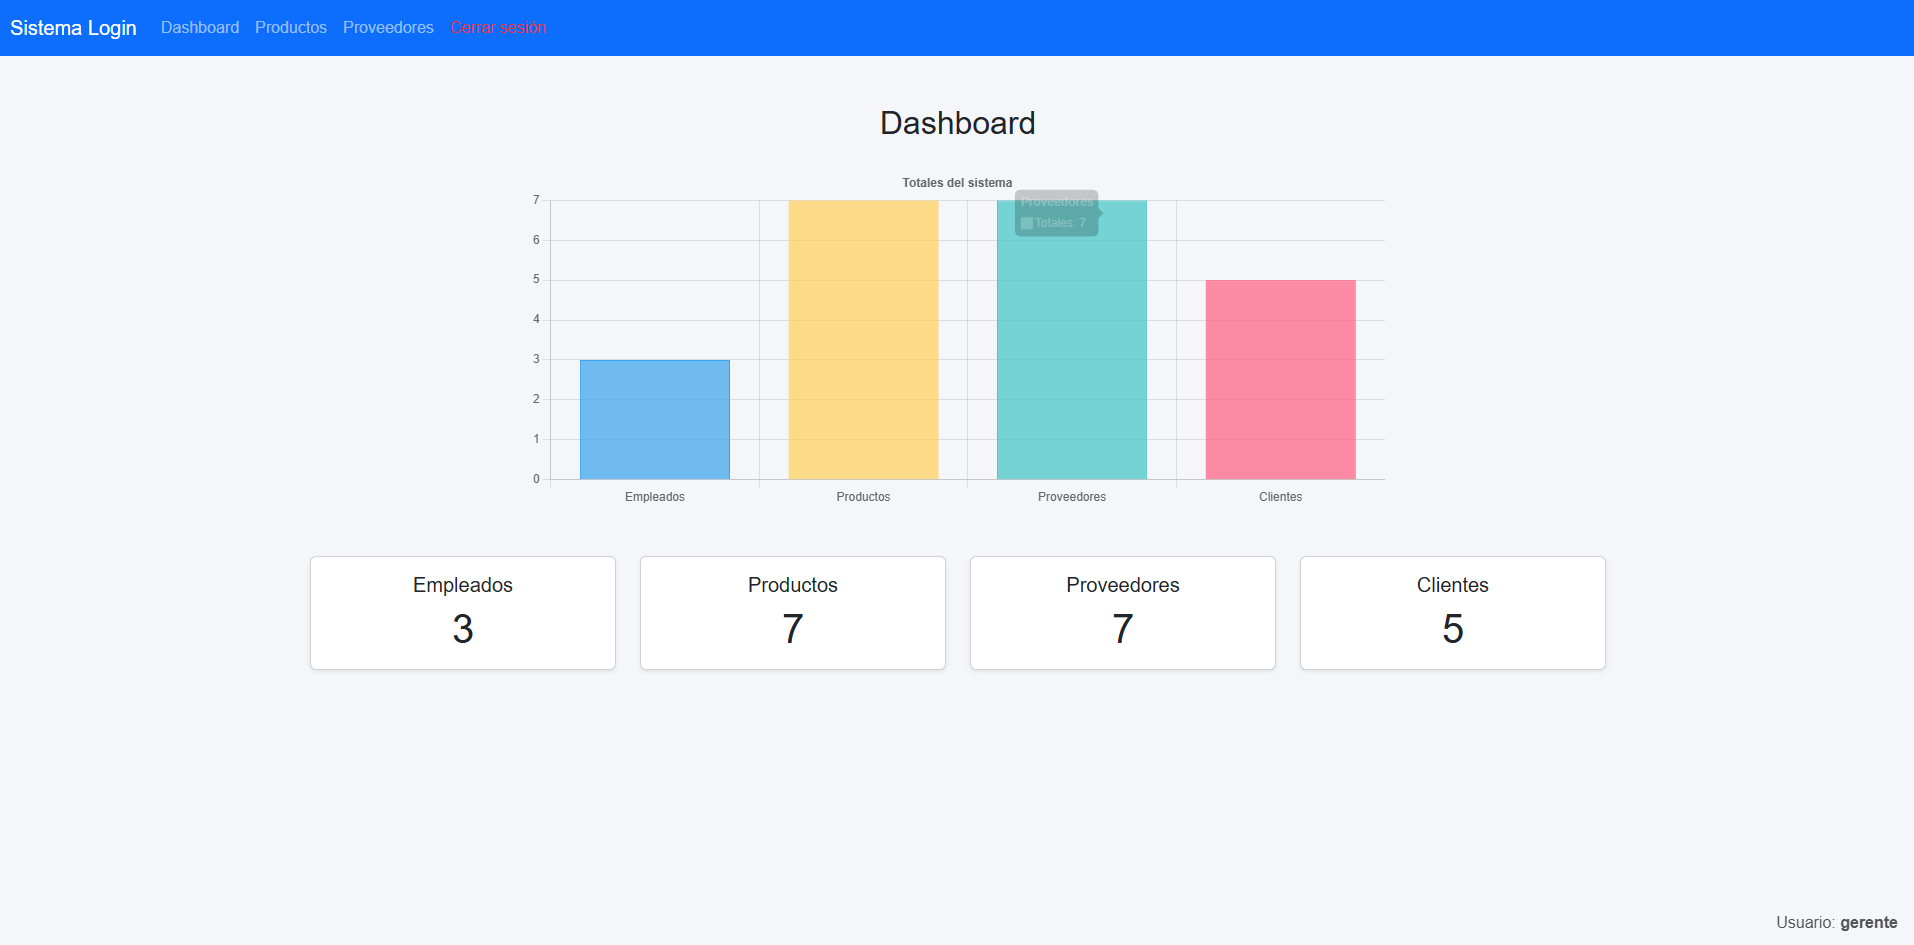 Sistema Login Dashboard Productos Proveedores Cerrar sesión
Dashboard
Totales del sistema
7
6
5
4
3
2
1
0
Proveedores
Totales: 7
Empleados Productos Proveedores Clientes
Empleados
3
Productos
7
Proveedores
7
Clientes
5
Usuario: gerente